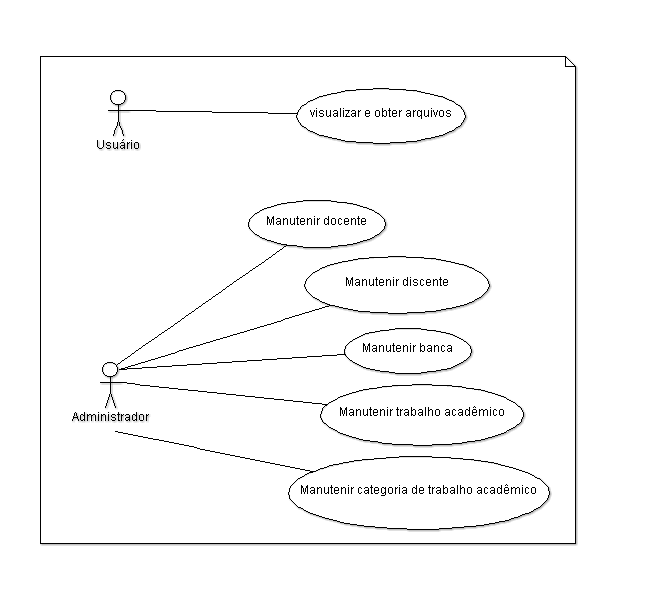 visualizar e obter arquivos
Usuário
Manutenir docente
Manutenir discente
Manutenir banca
Manutenir trabalho acadêmico
Administrador
Manutenir categoria de trabalho acadêmico